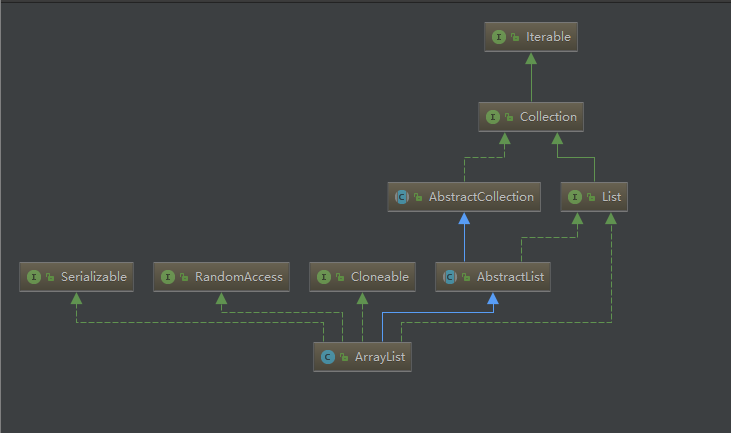 I Iterable
I Collection
C AbstractCollection
I List
I Serializable
I RandomAccess
I Cloneable
C AbstractList
C ArrayList